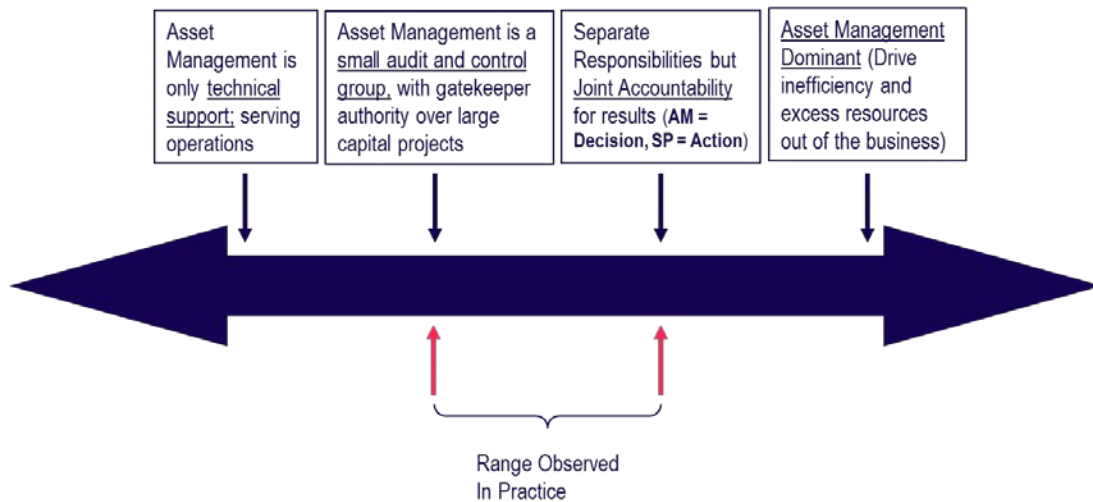 Asset
Management is
only technical
support; serving
operations
Asset Management is a
small audit and control
group, with gatekeeper
authority over large
capital projects
Separate
Responsibilities but
Joint Accountability
for results (AM =
Decision, SP = Action)
Asset Management
Dominant (Drive
inefficiency and
excess resources
out of the business)
Range Observed
In Practice